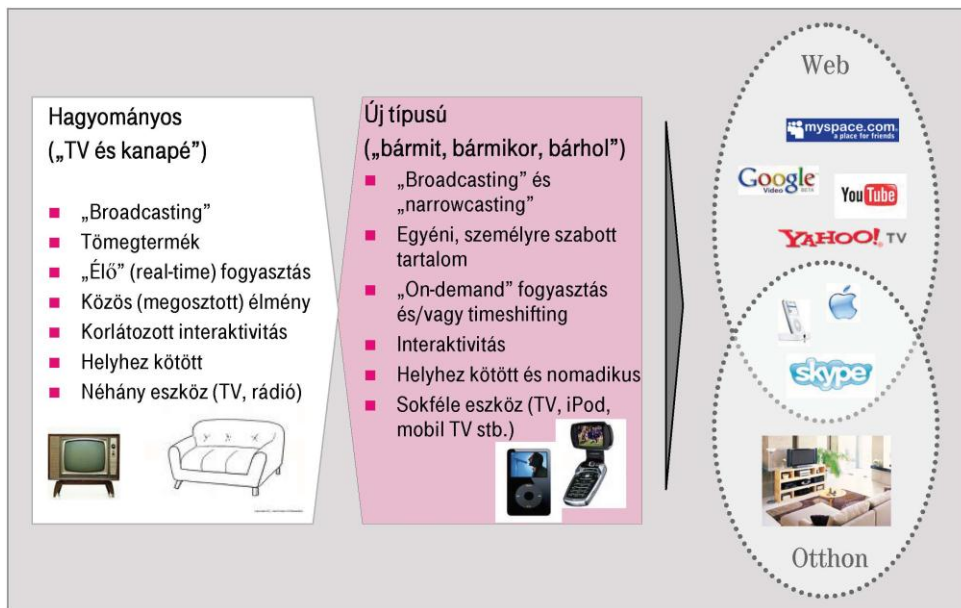 Hagyományos
(„TV és kanapé”)
„Broadcasting”
Tömegtermék
„Élő” (real-time) fogyasztás
Közös (megosztott) élmény
Korlátozott interaktivitás
Helyhez kötött
Néhány eszköz (TV, rádió)
Új típusú
(„bármit, bármikor, bárhol”)
„Broadcasting” és
„narrowcasting”
Egyéni, személyre szabott
tartalom
„On-demand” fogyasztás
és/vagy timeshifting
Interaktivitás
Helyhez kötött és nomadikus
Sokféle eszköz (TV, iPod,
mobil TV stb.)
Web
myspace.com
a place for friends
Google
Video BETA
YouTube
YAHOO! TV
skype
Otthon